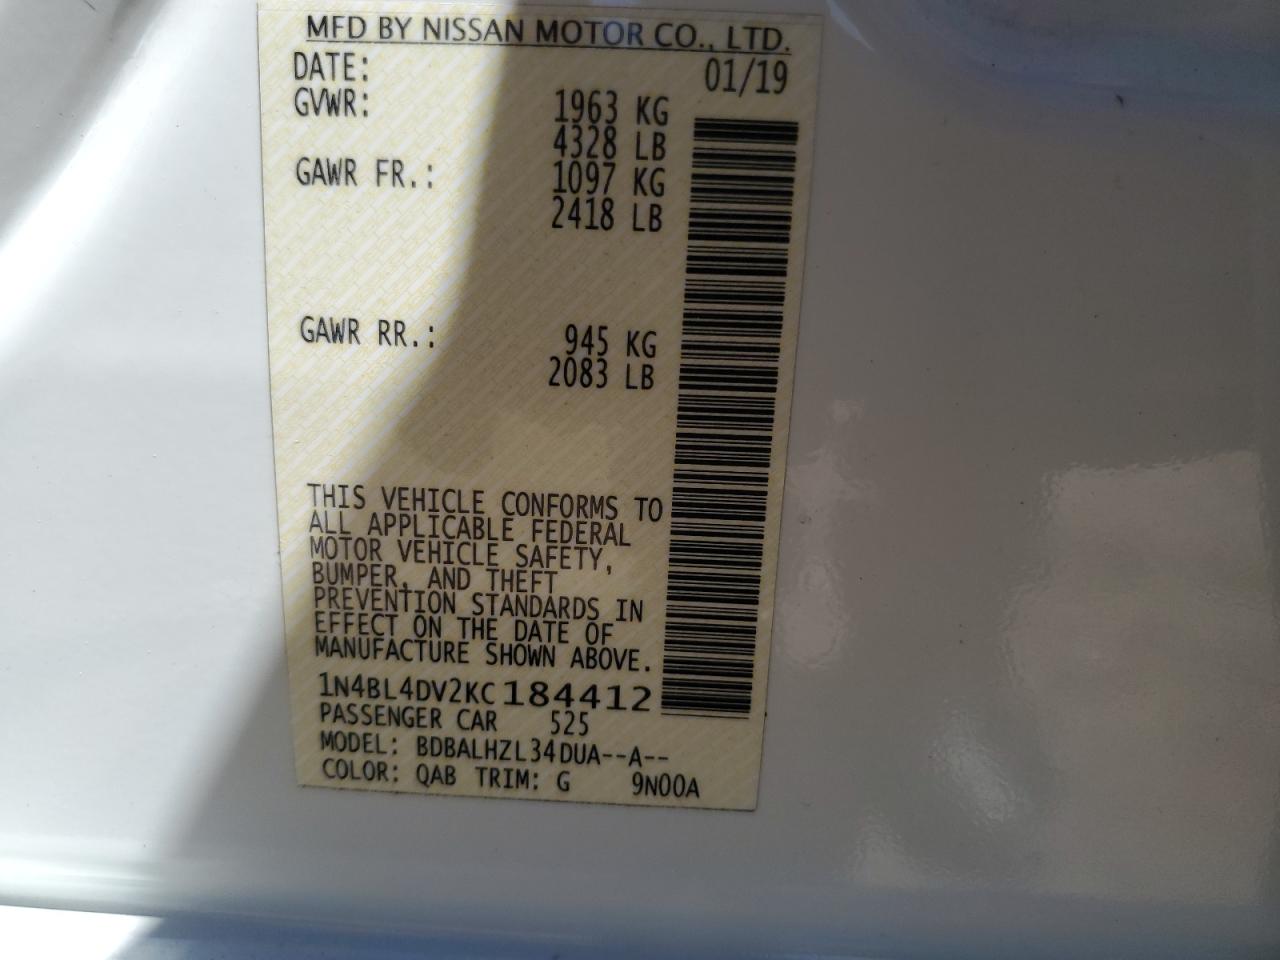 MFD BY NISSAN MOTOR CO., LTD.
DATE: 01/19
GVWR: 1963 KG
4328 LB
GAWR FR.: 1097 KG
2418 LB
GAWR RR.: 945 KG
2083 LB
THIS VEHICLE CONFORMS TO
ALL APPLICABLE FEDERAL
MOTOR VEHICLE SAFETY,
BUMPER, AND THEFT
PREVENTION STANDARDS IN
EFFECT ON THE DATE OF
MANUFACTURE SHOWN ABOVE.
1N4BL4DV2KC184412
PASSENGER CAR 525
MODEL: BDBALHZL34DUA--A--
COLOR: QAB TRIM: G 9N00A